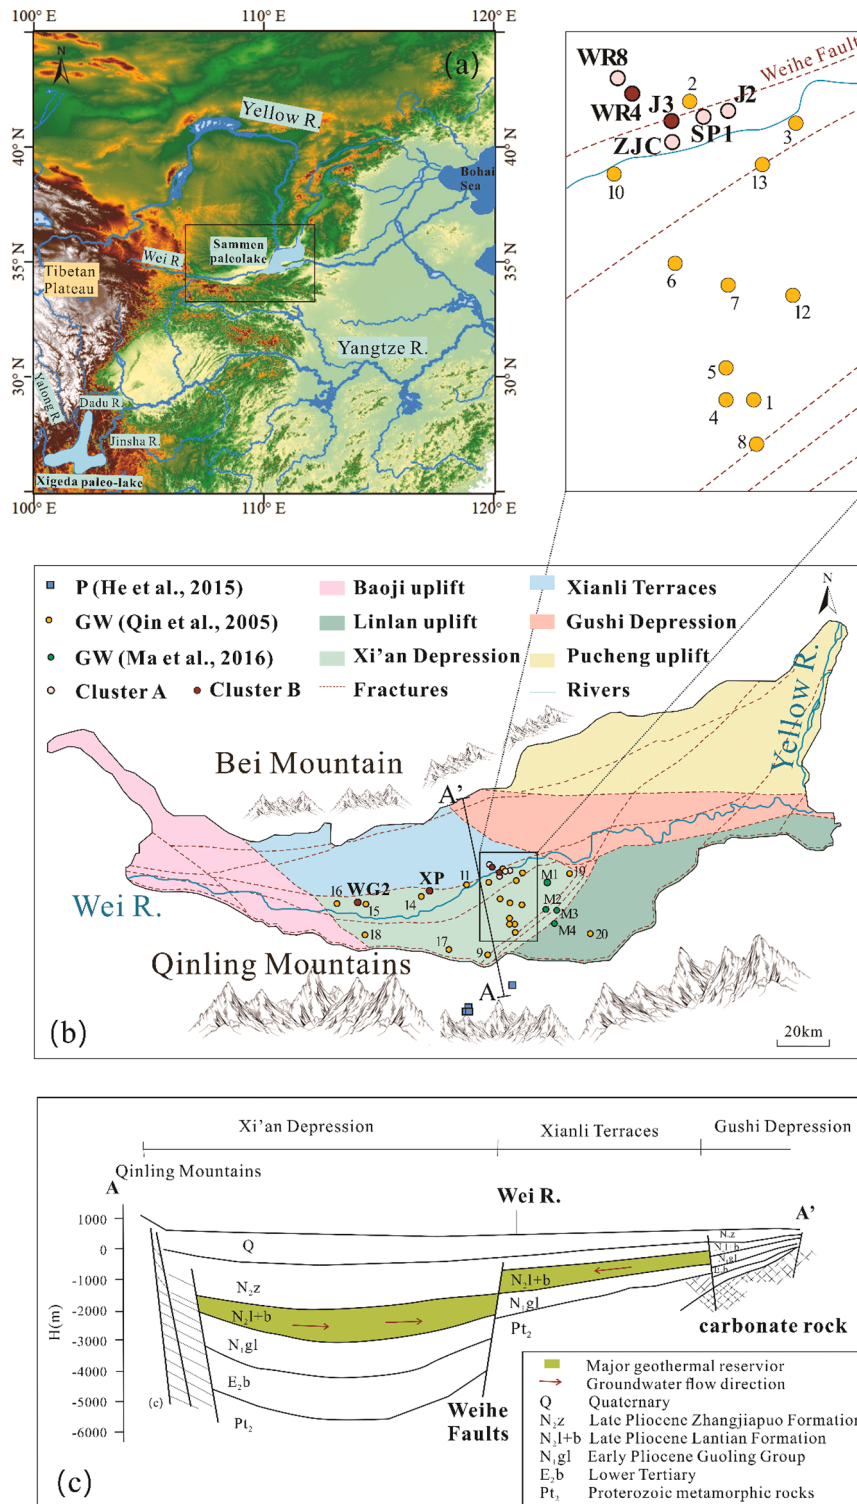 100° E
110° E
120° E
N
(a)
Yellow R.
40° N
40° N
Bohai
Sea
Sammen
paleolake
Wei R.
35° N
35° N
Tibetan
Plateau
Yangtze R.
30° N
30° N
Yalong R.
Dadu R.
Jinsha R.
Xigeda paleo-lake
100° E
110° E
120° E
WR8
WR4
2
J3
J2
SP1
ZJC
Weihe Fault
3
10
13
6
7
12
5
4
1
8
P (He et al., 2015)
Baoji uplift
Xianli Terraces
N
GW (Qin et al., 2005)
Linlan uplift
Gushi Depression
GW (Ma et al., 2016)
Xi'an Depression
Pucheng uplift
Cluster A
Cluster B
Fractures
Rivers
Yellow R.
Bei Mountain
A'
Wei R.
16
WG2
15
14
XP
11
M1
19
M2
M3
M4
18
17
9
20
Qinling Mountains
A
(b)
20km
Xi'an Depression
Xianli Terraces
Gushi Depression
Qinling Mountains
A
Wei R.
A'
1000
0
-1000
-2000
-3000
-4000
-5000
-6000
H(m)
Q
N₂z
N₂l+b
N₁gl
E₂b
Pt₂
N₂l+b
N₁gl
Pt₂
N₂z
N₂l+b
N₁gl
E₂b
carbonate rock
Weihe
Faults
(c)
(c)
Major geothermal reservior
Groundwater flow direction
Q Quaternary
N₂z Late Pliocene Zhangjiapuo Formation
N₂l+b Late Pliocene Lantian Formation
N₁gl Early Pliocene Guoling Group
E₂b Lower Tertiary
Pt₂ Proterozoic metamorphic rocks